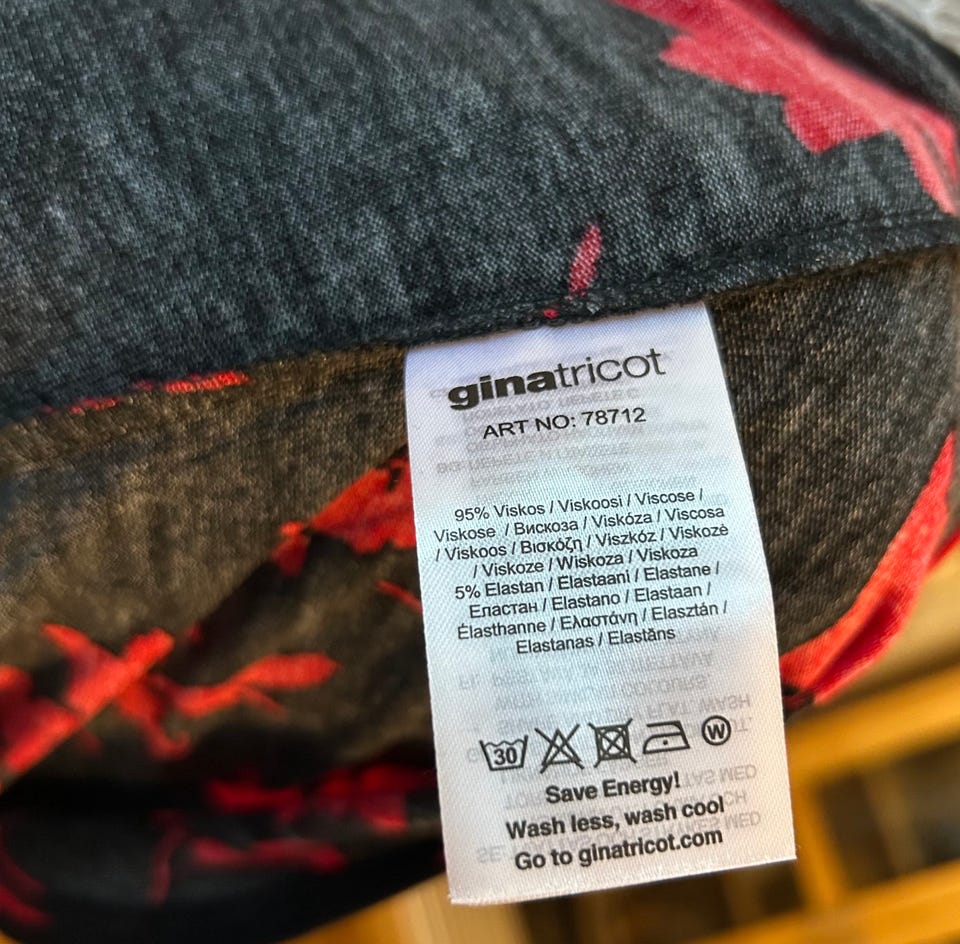 ginatricot
ART NO: 78712
95% Viskos / Viskoosi / Viscose /
Viskose / Вискоза / Viskóza / Viscosa
/ Viskoos / Βισκόζη / Viszkóz / Viskozė
/ Viskoze / Wiskoza / Viskoza
5% Elastan / Elastaani / Elastane /
Еластан / Elastano / Elastaan /
Élasthanne / Ελαστάνη / Elasztán /
Elastanas / Elastāns
30 W
Save Energy!
Wash less, wash cool
Go to ginatricot.com